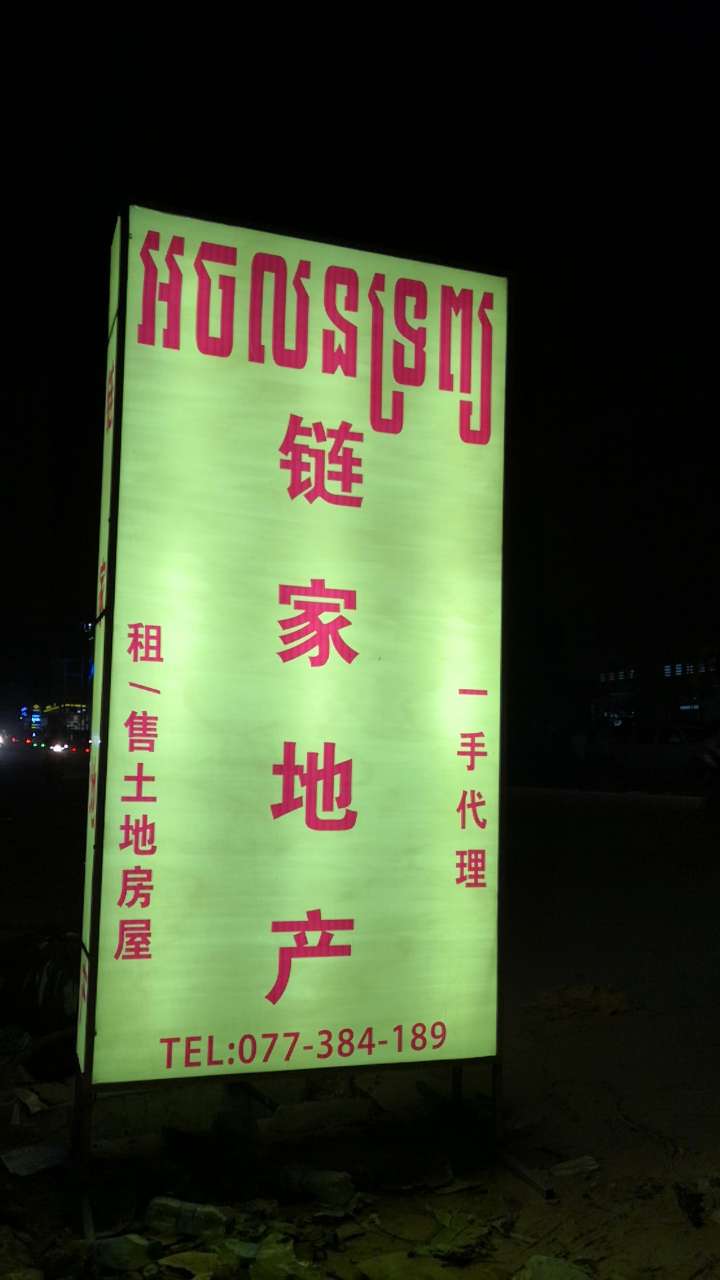 អចលនទ្រព្យ
链家地产
租/售土地房屋
一手代理
TEL:077-384-189